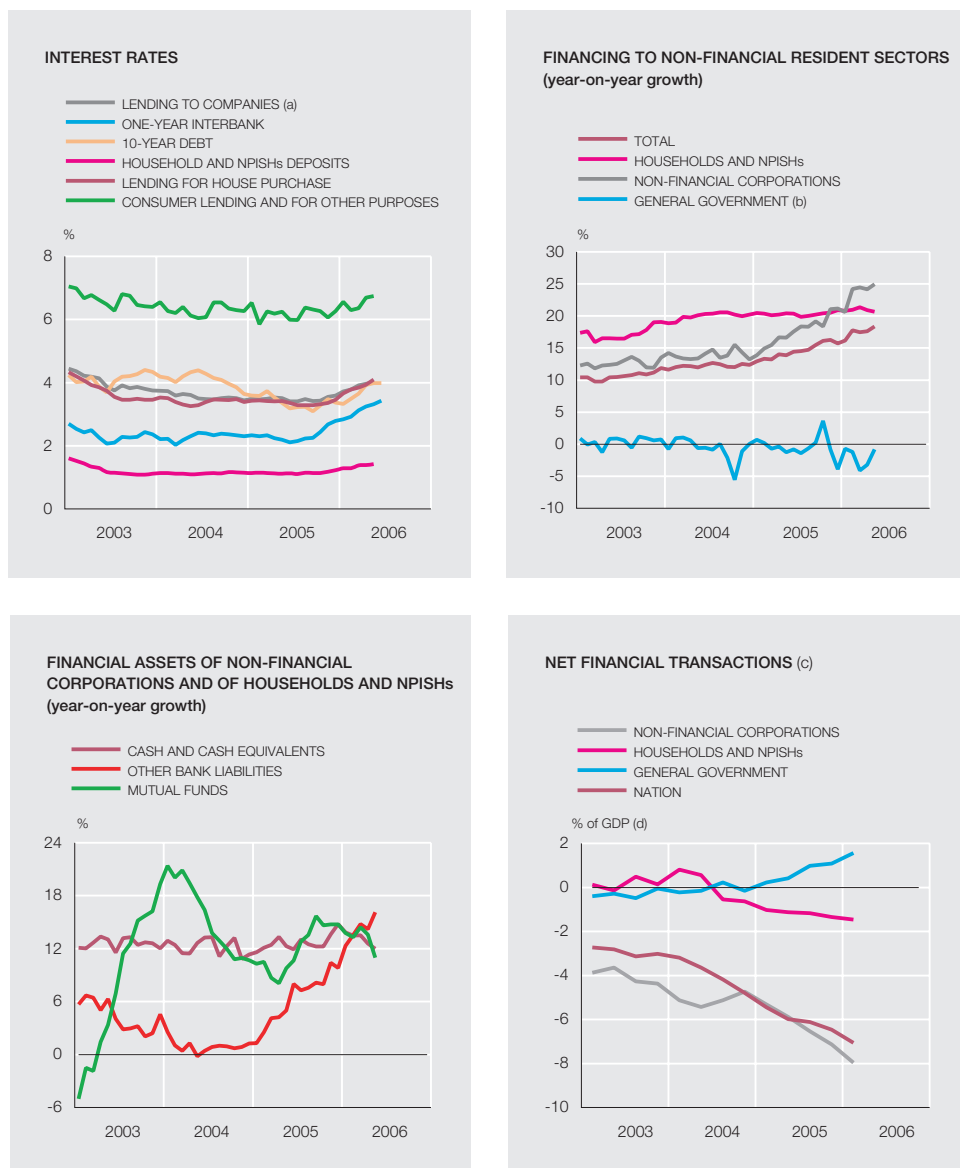 INTEREST RATES
LENDING TO COMPANIES (a)
ONE-YEAR INTERBANK
10-YEAR DEBT
HOUSEHOLD AND NPISHs DEPOSITS
LENDING FOR HOUSE PURCHASE
CONSUMER LENDING AND FOR OTHER PURPOSES
%
8
6
4
2
0
2003 2004 2005 2006
FINANCING TO NON-FINANCIAL RESIDENT SECTORS
(year-on-year growth)
TOTAL
HOUSEHOLDS AND NPISHs
NON-FINANCIAL CORPORATIONS
GENERAL GOVERNMENT (b)
%
30
25
20
15
10
5
0
-5
-10
2003 2004 2005 2006
FINANCIAL ASSETS OF NON-FINANCIAL
CORPORATIONS AND OF HOUSEHOLDS AND NPISHs
(year-on-year growth)
CASH AND CASH EQUIVALENTS
OTHER BANK LIABILITIES
MUTUAL FUNDS
%
24
18
12
6
0
-6
2003 2004 2005 2006
NET FINANCIAL TRANSACTIONS (c)
NON-FINANCIAL CORPORATIONS
HOUSEHOLDS AND NPISHs
GENERAL GOVERNMENT
NATION
% of GDP (d)
2
0
-2
-4
-6
-8
-10
2003 2004 2005 2006